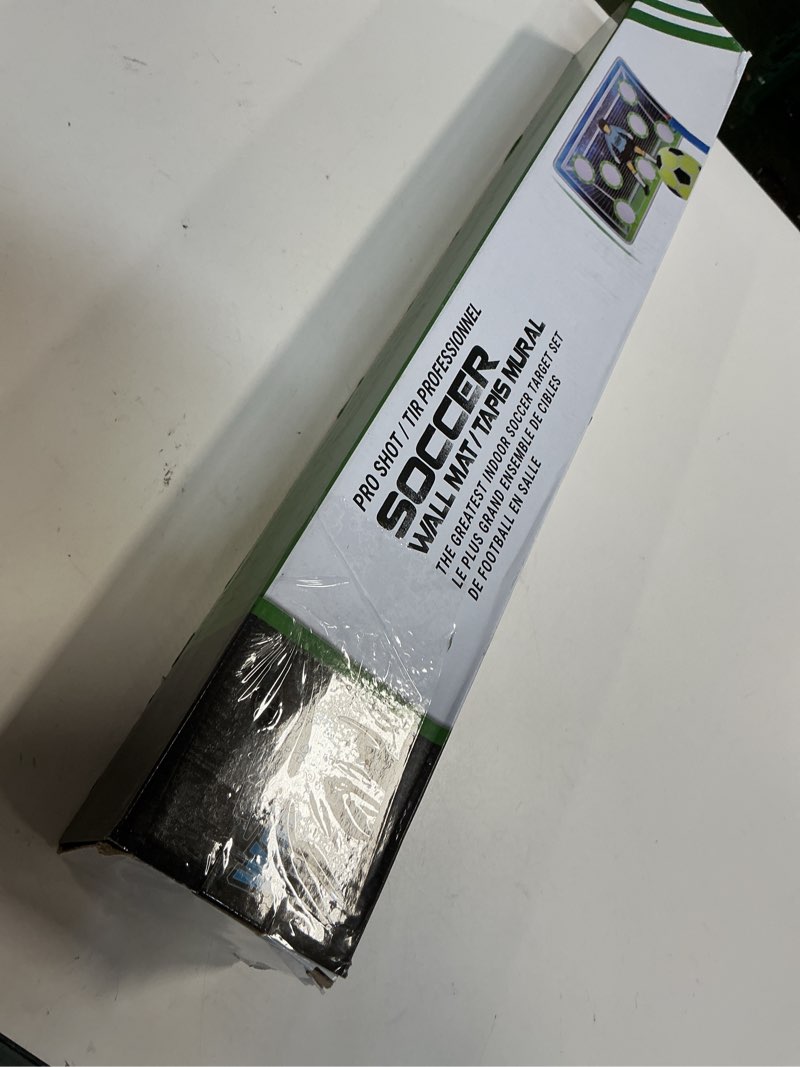 PRO SHOT / TIR PROFESSIONNEL
SOCCER
WALL MAT / TAPIS MURAL
THE GREATEST INDOOR SOCCER TARGET SET
LE PLUS GRAND ENSEMBLE DE CIBLES
DE FOOTBALL EN SALLE